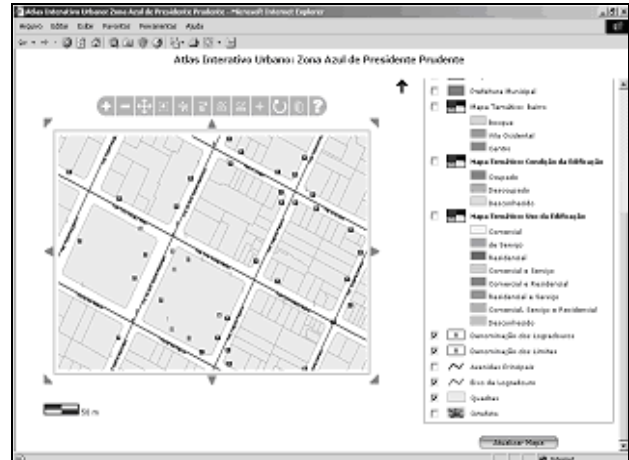 Atlas Interativo Urbano: Zona Azul de Presidente Prudente - Microsoft Internet Explorer
Arquivo Editar Exibir Favoritos Ferramentas Ajuda
Atlas Interativo Urbano: Zona Azul de Presidente Prudente
Prefeitura Municipal
Mapa Temático: Bairro
Bosque
Vila Ocidental
Centro
Mapa Temático: Condição da Edificação
Ocupado
Desocupado
Desconhecido
Mapa Temático: Uso da Edificação
Comercial
de Serviço
Residencial
Comercial e Serviço
Comercial e Residencial
Residencial e Serviço
Comercial, Serviço e Residencial
Desconhecido
Denominação dos Logradouros
Denominação dos Limites
Avenidas Principais
Eixo de Logradouro
Quadras
Ortofoto
50 m
Atualizar Mapa
Internet